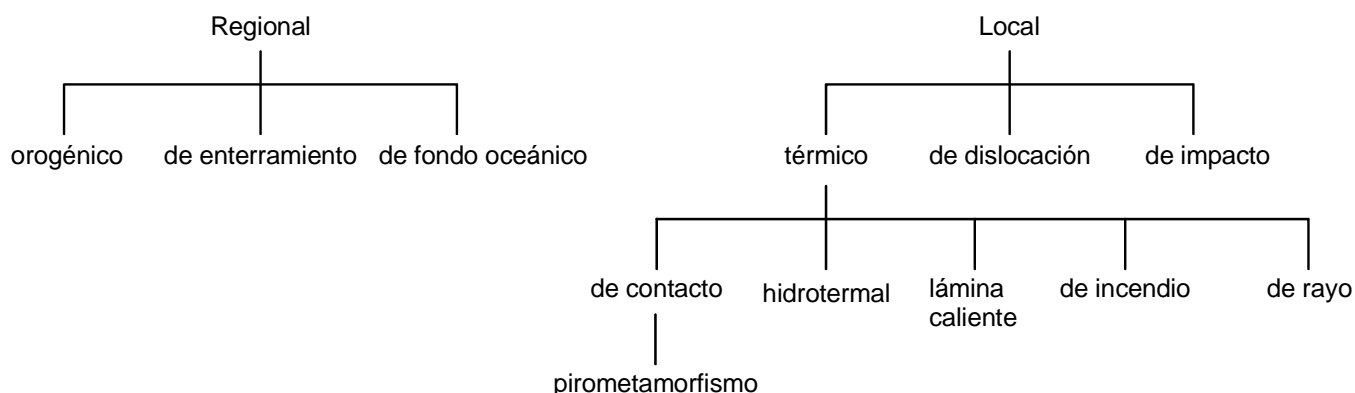 Regional
Local
orogénico
de enterramiento
de fondo oceánico
térmico
de dislocación
de impacto
de contacto
hidrotermal
lámina
caliente
de incendio
de rayo
pirometamorfismo